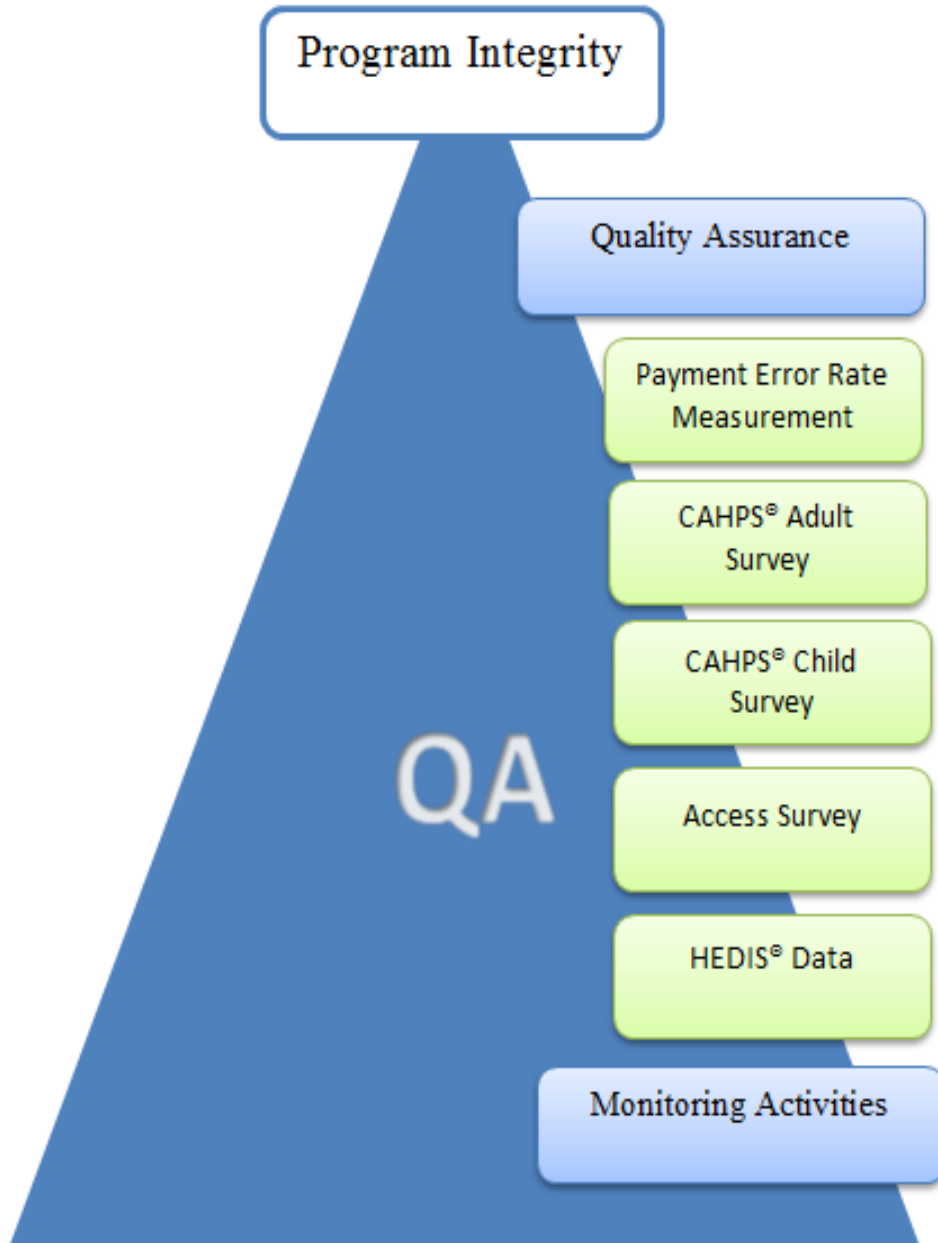 Program Integrity
Quality Assurance
Payment Error Rate
Measurement
CAHPS® Adult
Survey
CAHPS® Child
Survey
QA
Access Survey
HEDIS® Data
Monitoring Activities